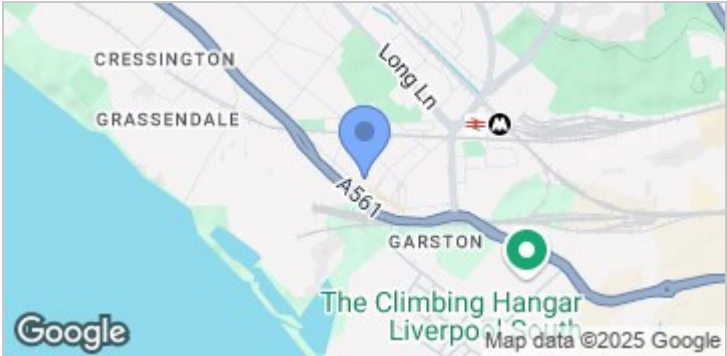 CRESSINGTON
Long Ln
GRASSENDALE
A561
GARSTON
The Climbing Hangar
Liverpool South
Google
Map data ©2025 Google